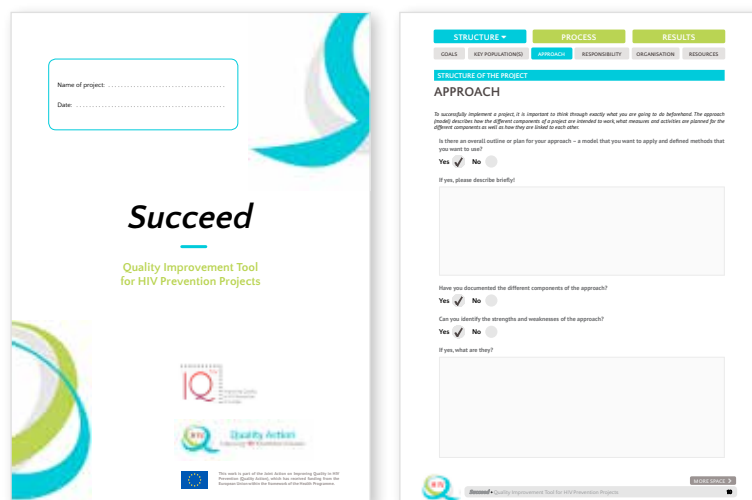 Name of project:
Date:
Succeed
Quality Improvement Tool
for HIV Prevention Projects
IQ
HIV
Quality Action
This work is part of the Joint Action on Improving Quality in HIV
Prevention (Quality Action), which has received funding from the
European Union within the framework of the Health Programme.
STRUCTURE PROCESS RESULTS
GOALS KEY POPULATION(S) APPROACH RESPONSIBILITY ORGANISATION RESOURCES
STRUCTURE OF THE PROJECT
APPROACH
To successfully implement a project, it is important to think through exactly what you are going to do beforehand. The approach
(model) describes how the different components of a project are intended to work, what measures and activities are planned for the
different components as well as how they are linked to each other.
Is there an overall outline or plan for your approach – a model that you want to apply and defined methods that
you want to use?
Yes No
If yes, please describe briefly!
Have you documented the different components of the approach?
Yes No
Can you identify the strengths and weaknesses of the approach?
Yes No
If yes, what are they?
MORE SPACE
HIV
Succeed • Quality Improvement Tool for HIV Prevention Projects